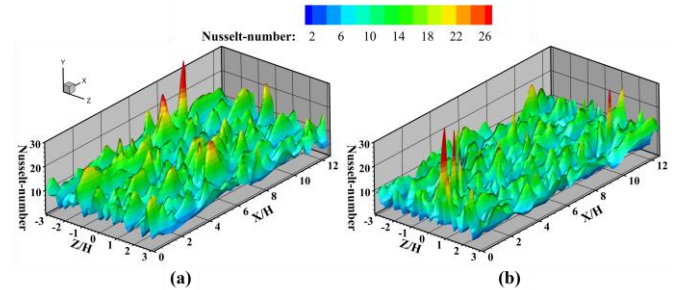 Nusselt-number: 2 6 10 14 18 22 26
Y
X
Z
Nusselt-number
30
20
10
-3 -2 -1 0 1 2 3
Z/H
0 2 4 6 8 10 12
X/H
(a)
Nusselt-number
30
20
10
-3 -2 -1 0 1 2 3
Z/H
0 2 4 6 8 10 12
X/H
(b)